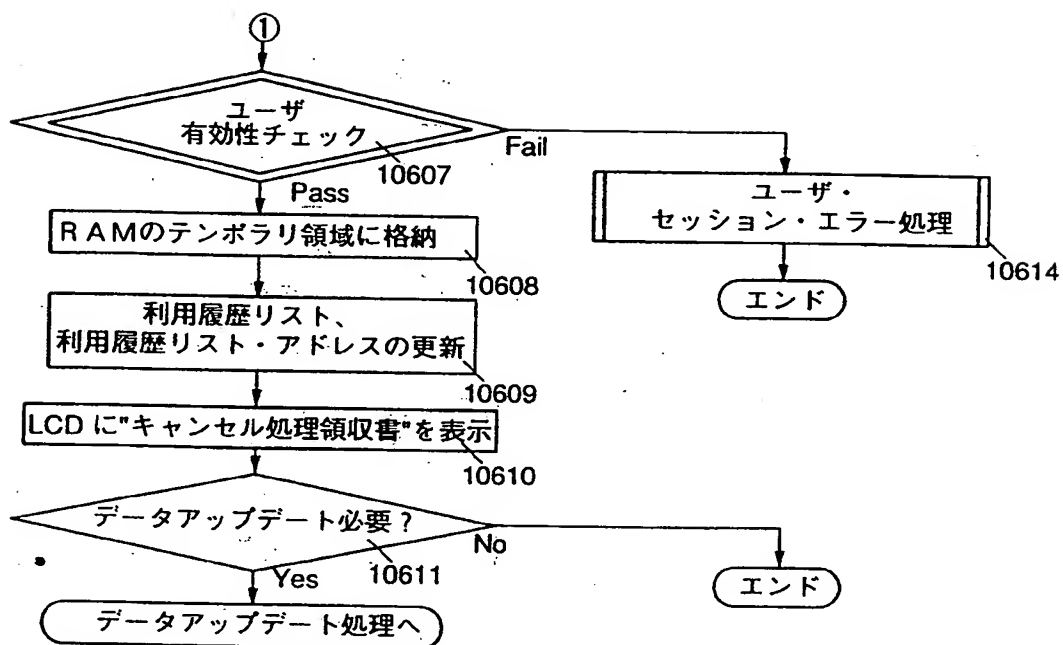 ①
ユーザ
有効性チェック
10607
Fail
Pass
ユーザ・
セッション・エラー処理
10614
エンド
RAMのテンポラリ領域に格納
10608
利用履歴リスト、
利用履歴リスト・アドレスの更新
10609
LCDに"キャンセル処理領収書"を表示
10610
データアップデート必要？
10611
No
Yes
エンド
データアップデート処理へ